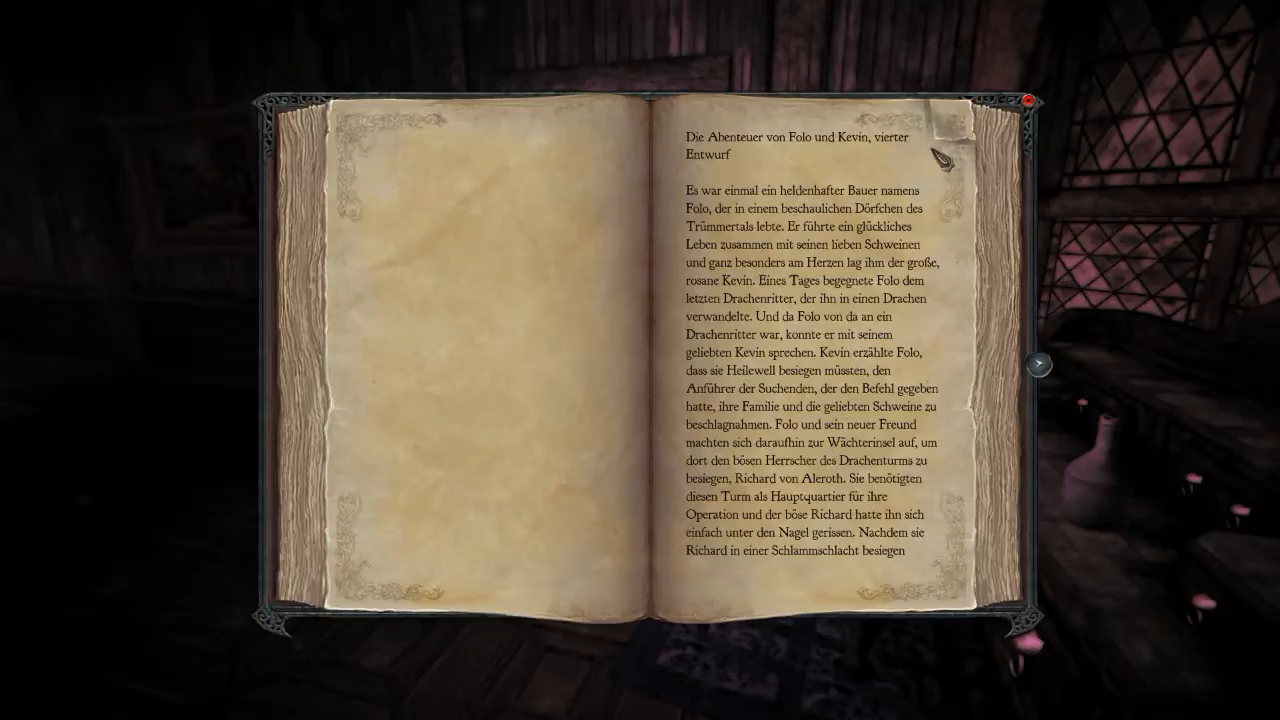 Die Abenteuer von Folo und Kevin, vierter
Entwurf
Es war einmal ein heldenhafter Bauer namens
Folo, der in einem beschaulichen Dörfchen des
Trümmertals lebte. Er führte ein glückliches
Leben zusammen mit seinen lieben Schweinen
und ganz besonders am Herzen lag ihm der große,
rosane Kevin. Eines Tages begegnete Folo dem
letzten Drachenritter, der ihn in einen Drachen
verwandelte. Und da Folo von da an ein
Drachenritter war, konnte er mit seinem
geliebten Kevin sprechen. Kevin erzählte Folo,
dass sie Heilewell besiegen müssten, den
Anführer der Suchenden, der den Befehl gegeben
hatte, ihre Familie und die geliebten Schweine zu
beschlagnahmen. Folo und sein neuer Freund
machten sich daraufhin zur Wächterinsel auf, um
dort den bösen Herrscher des Drachenturms zu
besiegen, Richard von Aleroth. Sie benötigten
diesen Turm als Hauptquartier für ihre
Operation und der böse Richard hatte ihn sich
einfach unter den Nagel gerissen. Nachdem sie
Richard in einer Schlammschlacht besiegen